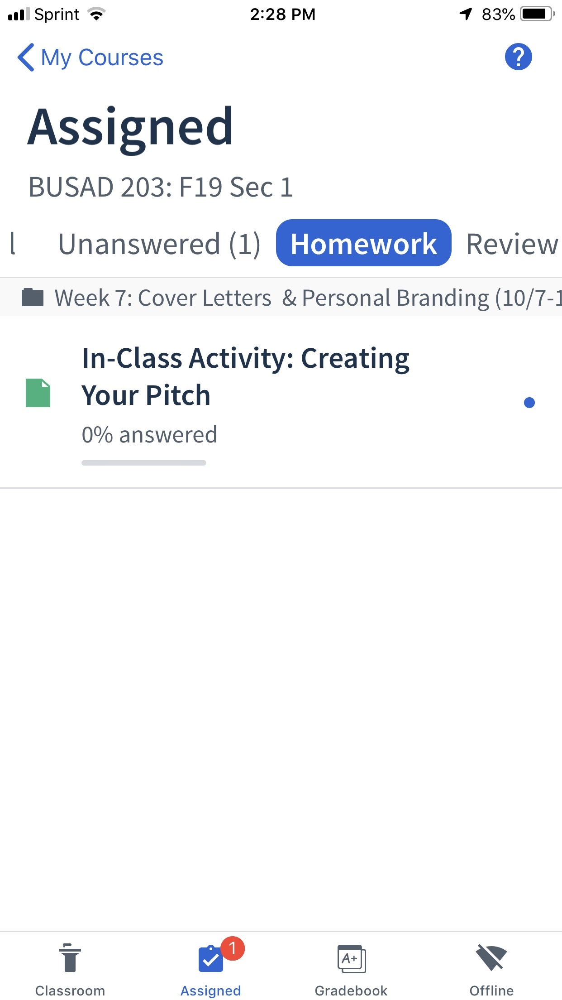 Sprint 2:28 PM 83%
My Courses ?
Assigned
BUSAD 203: F19 Sec 1
l Unanswered (1) Homework Review
Week 7: Cover Letters & Personal Branding (10/7-1
In-Class Activity: Creating
Your Pitch
0% answered
1
A+
Classroom Assigned Gradebook Offline